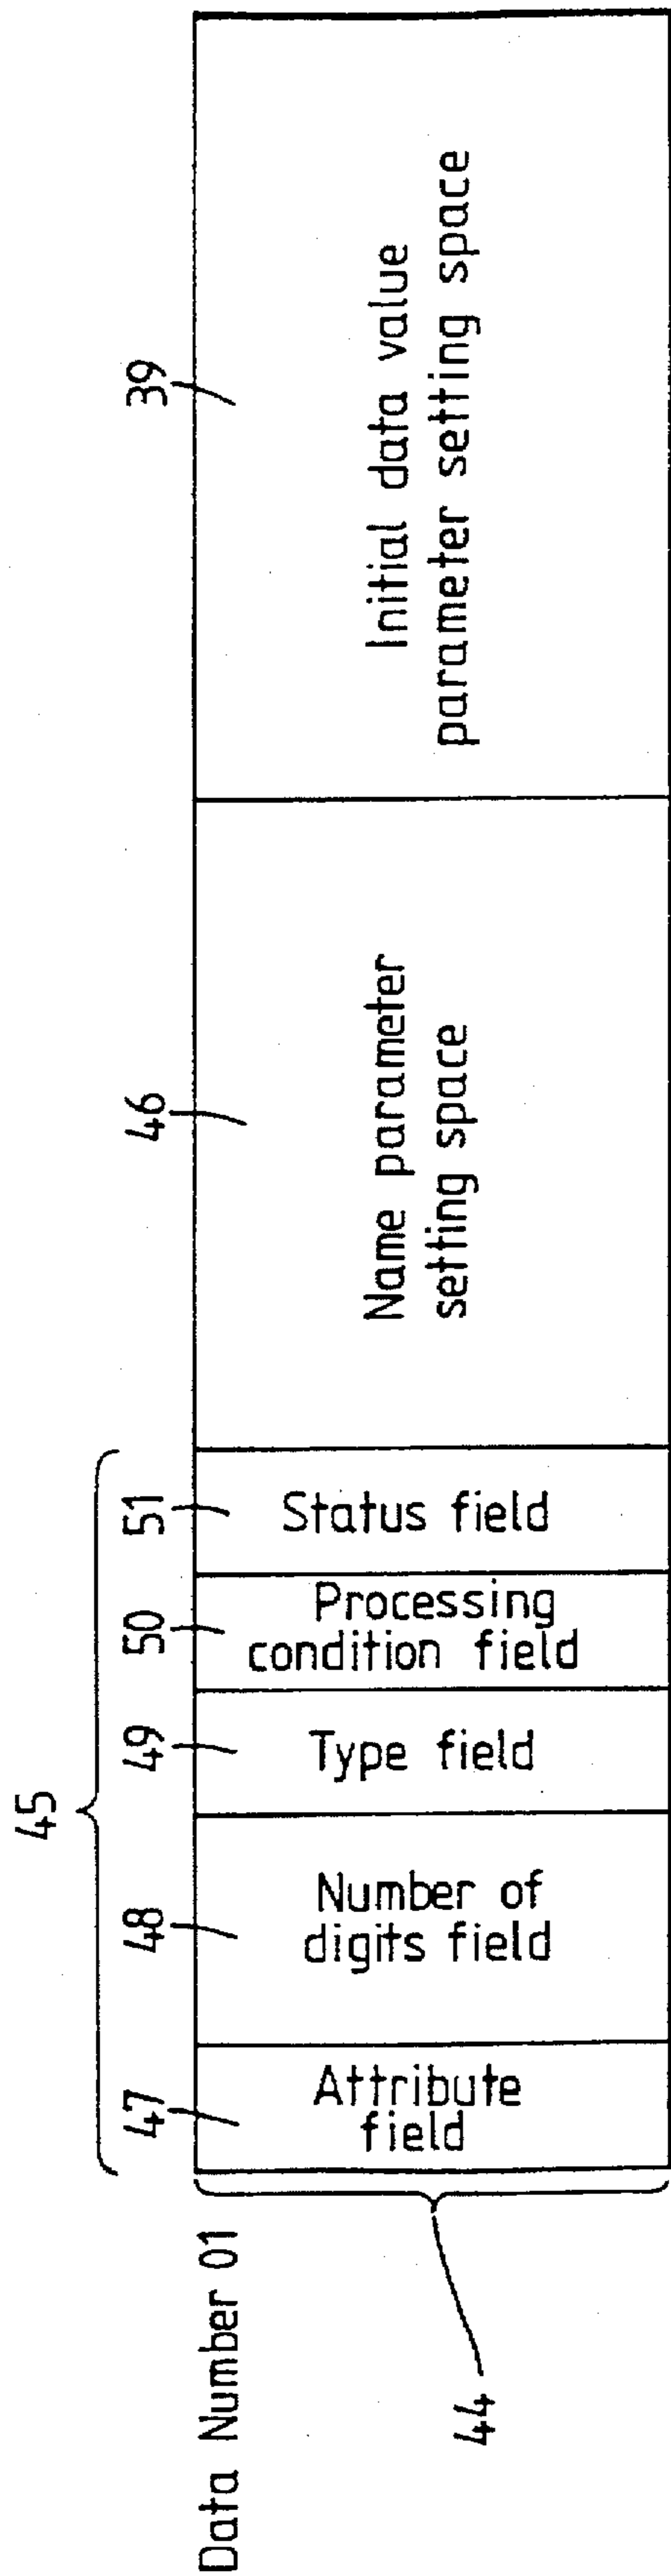 45
47
48
49
50
51
46
39
Data Number 01
Attribute
field
Number of
digits field
Type field
Processing
condition field
Status field
Name parameter
setting space
Initial data value
parameter setting space
44